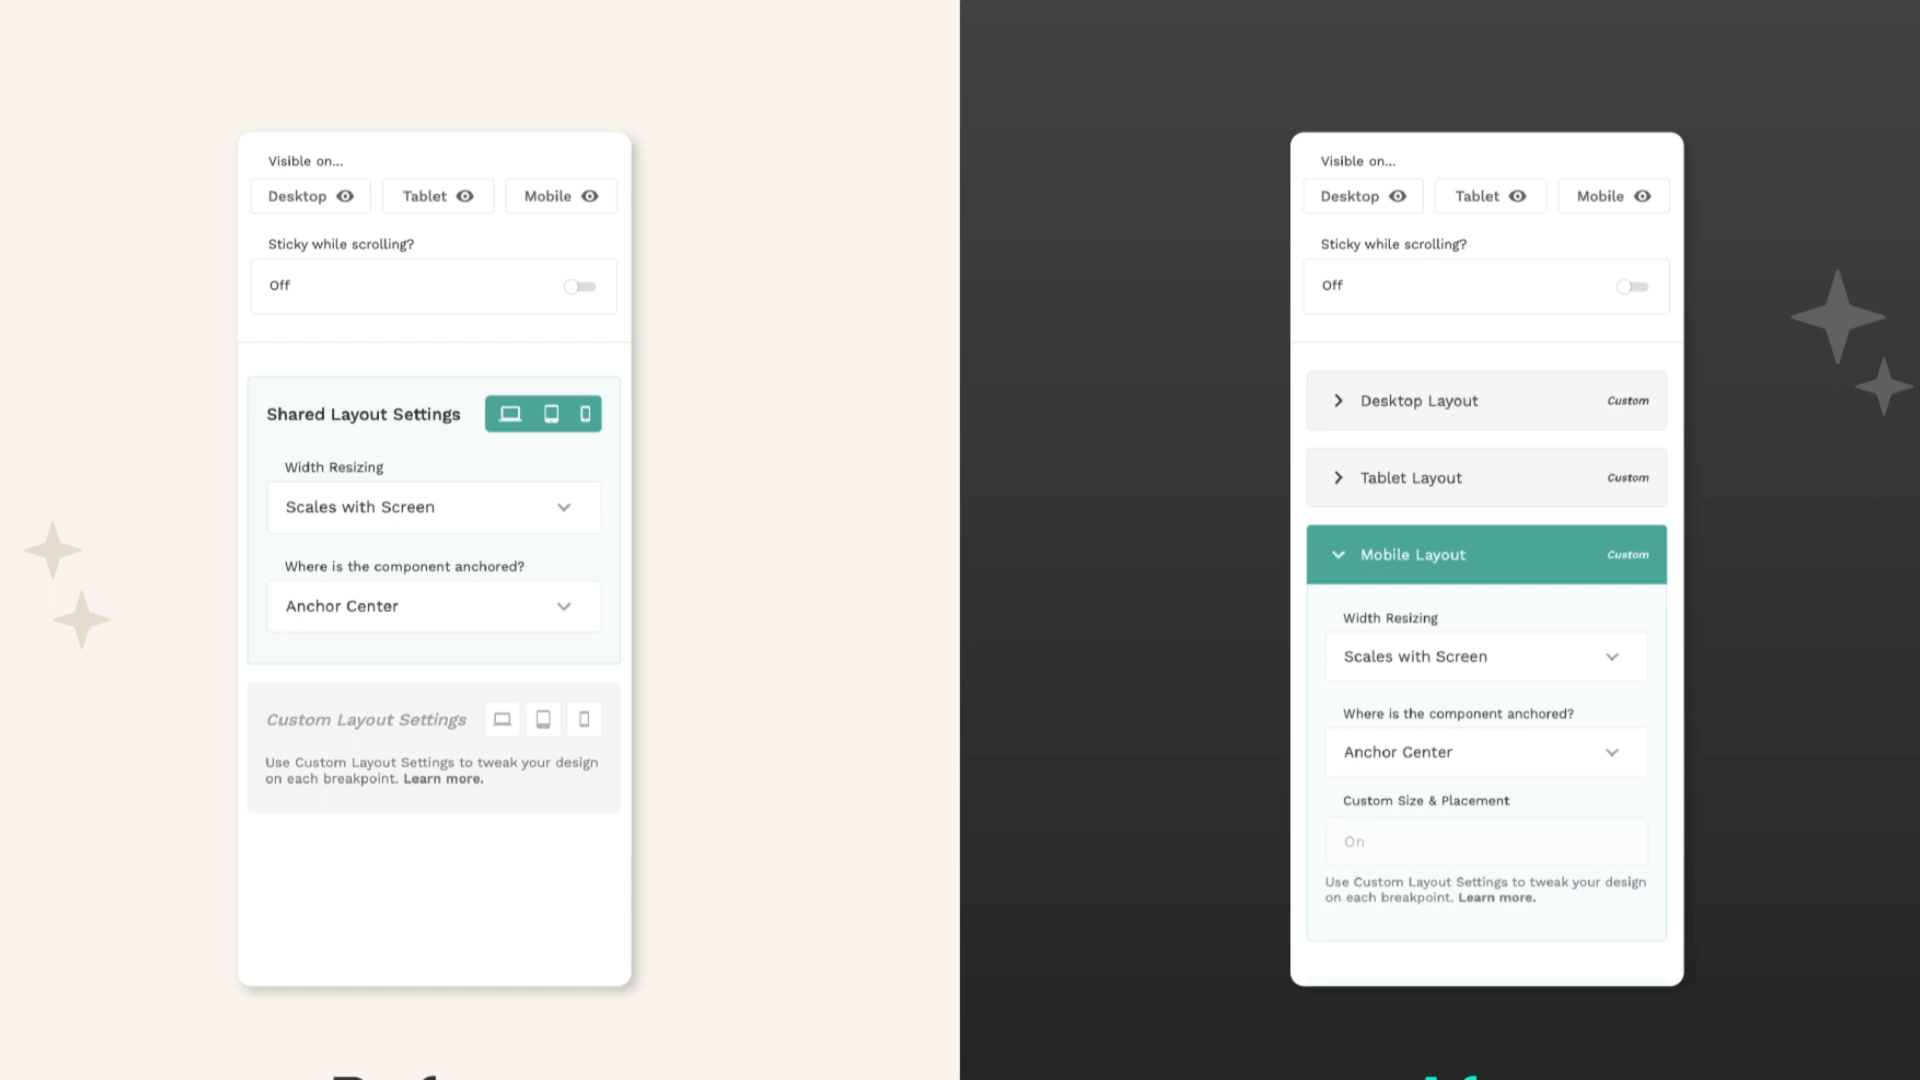 Visible on...
Desktop
Tablet
Mobile
Sticky while scrolling?
Off
Shared Layout Settings
Width Resizing
Scales with Screen
Where is the component anchored?
Anchor Center
Custom Layout Settings
Use Custom Layout Settings to tweak your design
on each breakpoint. Learn more.
Visible on...
Desktop
Tablet
Mobile
Sticky while scrolling?
Off
Desktop Layout Custom
Tablet Layout Custom
Mobile Layout Custom
Width Resizing
Scales with Screen
Where is the component anchored?
Anchor Center
Custom Size & Placement
On
Use Custom Layout Settings to tweak your design
on each breakpoint. Learn more.